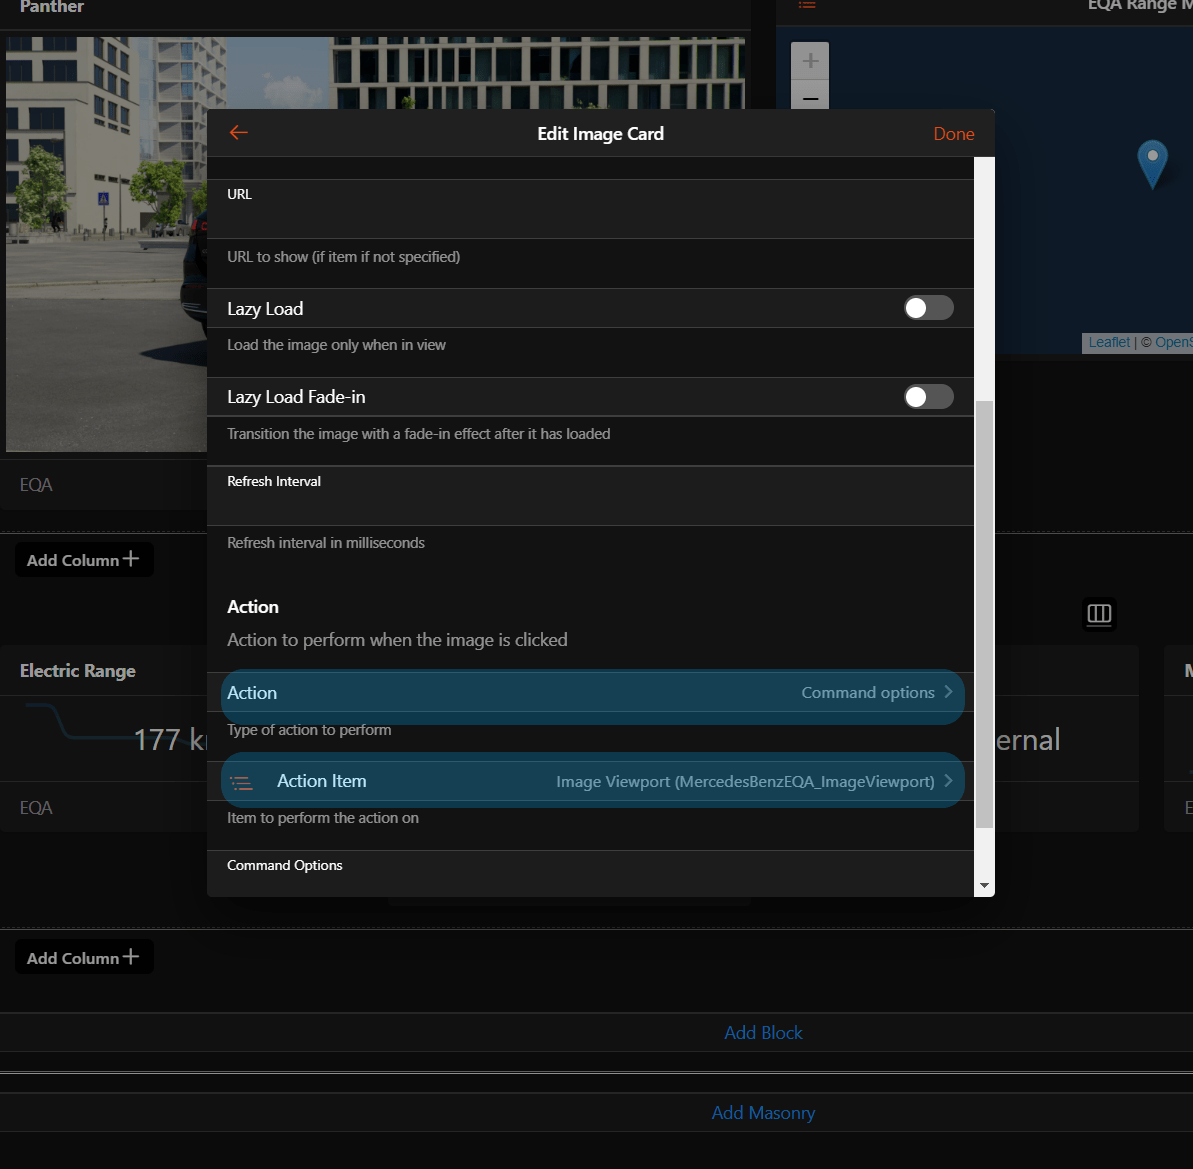 Panther
EQA Range M
+
−
Edit Image Card
Done
URL
URL to show (if item if not specified)
Lazy Load
Load the image only when in view
Leaflet | © OpenS
Lazy Load Fade-in
Transition the image with a fade-in effect after it has loaded
EQA
Refresh Interval
Refresh interval in milliseconds
Add Column +
Action
Action to perform when the image is clicked
Electric Range
M
Action
Command options
Type of action to perform
177 k
ernal
Action Item
Image Viewport (MercedesBenzEQA_ImageViewport)
EQA
E
Item to perform the action on
Command Options
Add Column +
Add Block
Add Masonry